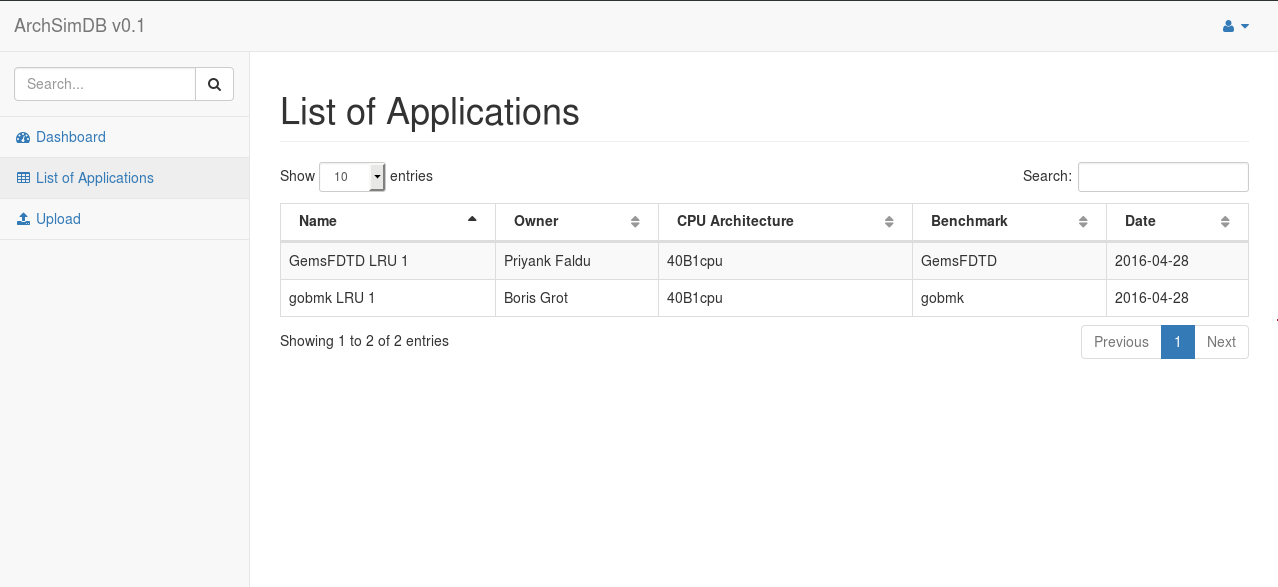 ArchSimDB v0.1
Search...
Dashboard
List of Applications
Upload
List of Applications
Show 10 entries Search:
Name Owner CPU Architecture Benchmark Date
GemsFDTD LRU 1 Priyank Faldu 40B1cpu GemsFDTD 2016-04-28
gobmk LRU 1 Boris Grot 40B1cpu gobmk 2016-04-28
Showing 1 to 2 of 2 entries Previous 1 Next